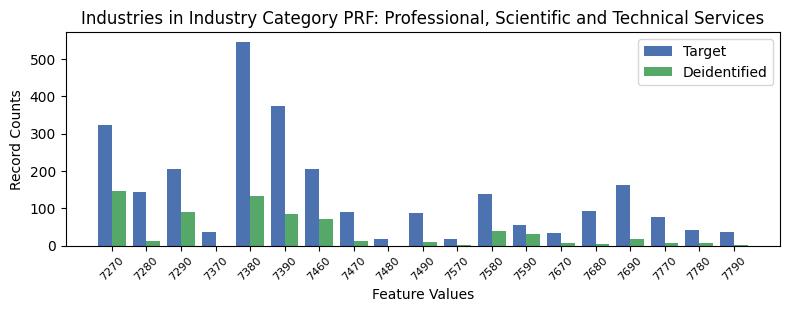 Industries in Industry Category PRF: Professional, Scientific and Technical Services
Target
Deidentified
Record Counts
500
400
300
200
100
0
7270 7280 7290 7370 7380 7390 7460 7470 7480 7490 7570 7580 7590 7670 7680 7690 7770 7780 7790
Feature Values